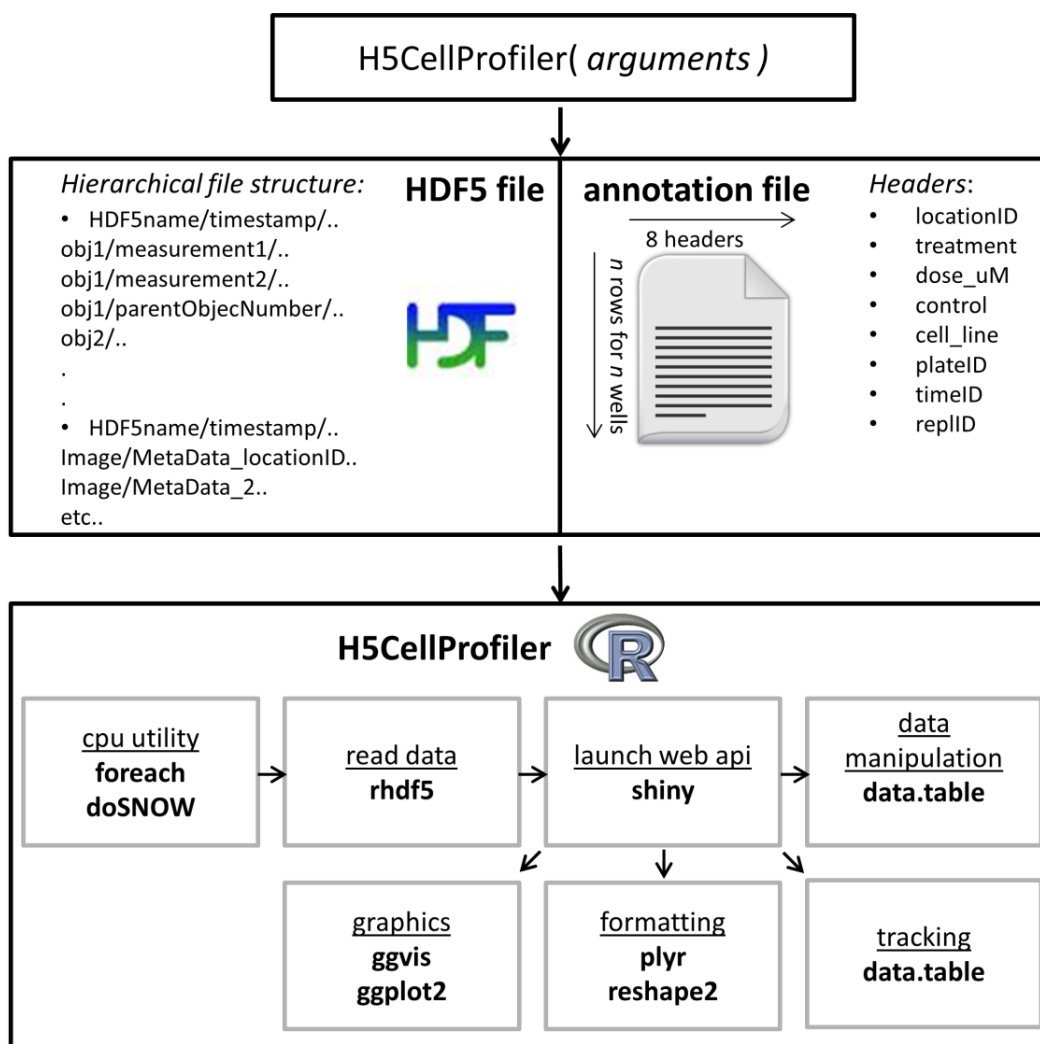 H5CellProfiler( arguments )
Hierarchical file structure:
• HDF5name/timestamp/..
obj1/measurement1/..
obj1/measurement2/..
obj1/parentObjecNumber/..
obj2/..
.
.
• HDF5name/timestamp/..
Image/MetaData_locationID..
Image/MetaData_2..
etc..
HDF5 file
HDF
annotation file
8 headers
n rows for n wells
Headers:
• locationID
• treatment
• dose_uM
• control
• cell_line
• plateID
• timeID
• replID
H5CellProfiler
R
cpu utility
foreach
doSNOW
read data
rhdf5
launch web api
shiny
data
manipulation
data.table
graphics
ggvis
ggplot2
formatting
plyr
reshape2
tracking
data.table